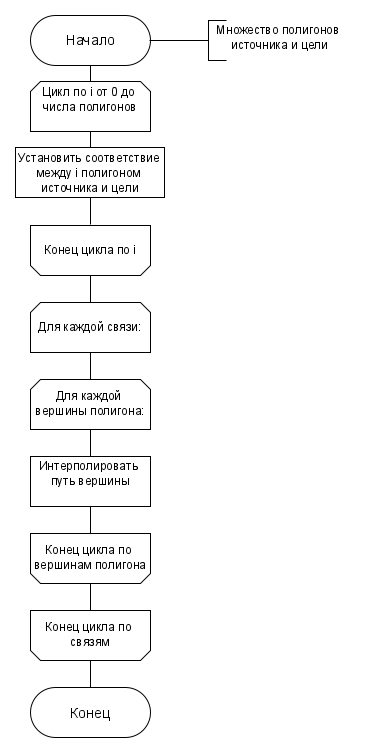 Начало
Множество полигонов
источника и цели
Цикл по i от 0 до
числа полигонов
Установить соответствие
между i полигоном
источника и цели
Конец цикла по i
Для каждой связи:
Для каждой
вершины полигона:
Интерполировать
путь вершины
Конец цикла по
вершинам полигона
Конец цикла по
связям
Конец